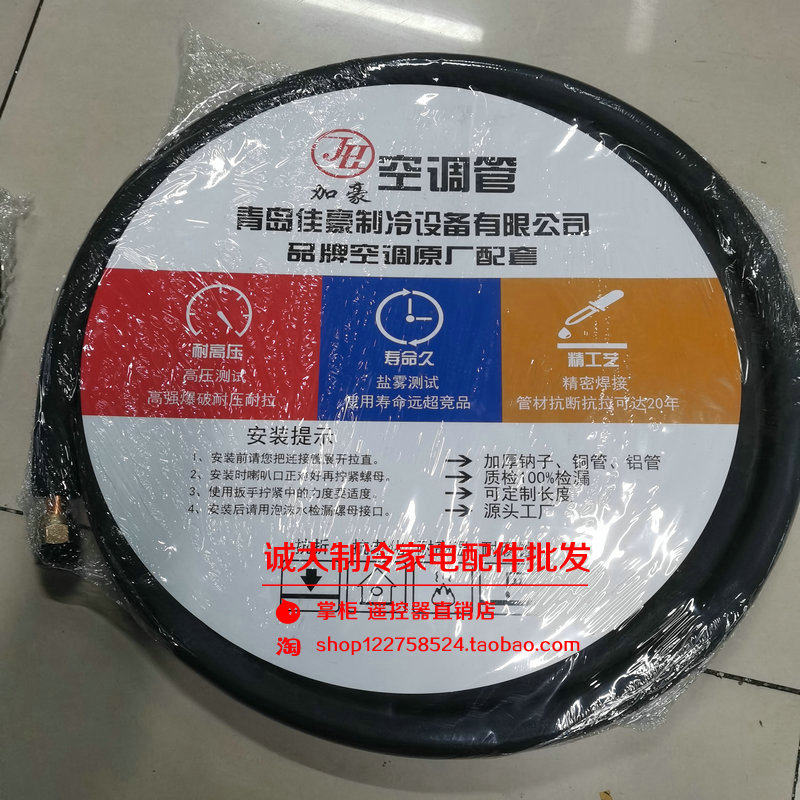 JH
加豪
空调管
青岛佳豪制冷设备有限公司
品牌空调原厂配套
耐高压
高压测试
高强爆破耐压耐拉
寿命久
盐雾测试
使用寿命远超竞品
精工艺
精密焊接
管材抗断抗拉可达20年
安装提示
1、安装前请您把连接管展开拉直。
2、安装时喇叭口正对好再拧紧螺母。
3、使用扳手拧紧中的力度要适度。
4、安装后请用泡沫水检漏螺母接口。
加厚钠子、铜管、铝管
质检100%检漏
可定制长度
源头工厂
诚大制冷家电配件批发
掌柜 遥控器直销店
淘 shop122758524.taobao.com